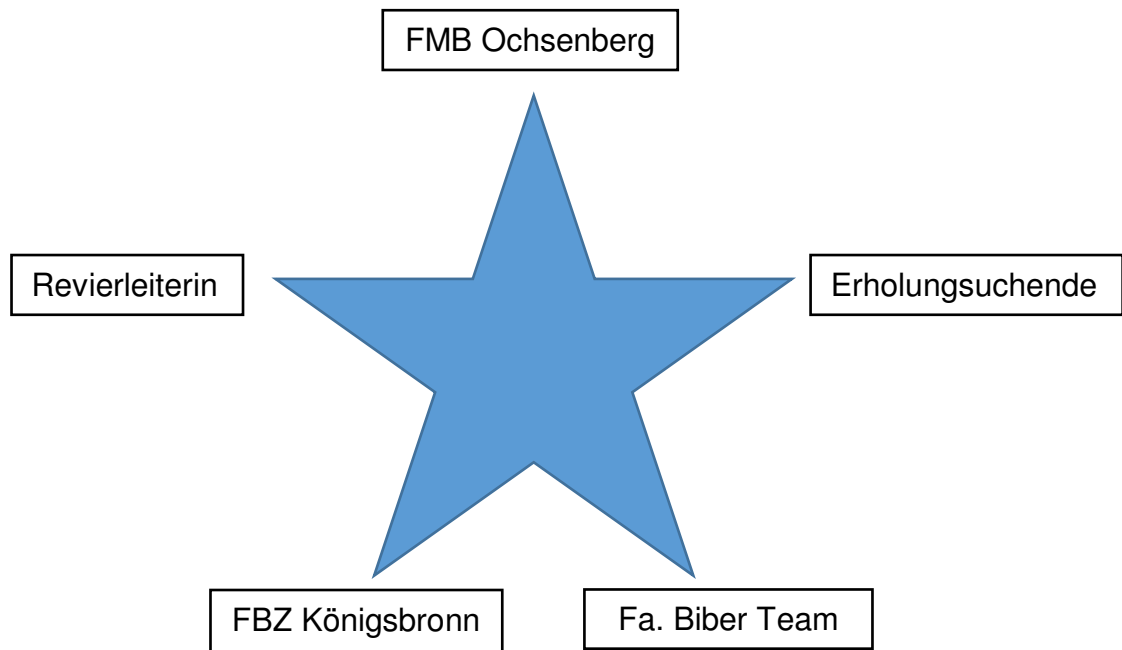 FMB Ochsenberg
Revierleiterin
Erholungsuchende
FBZ Königsbronn
Fa. Biber Team